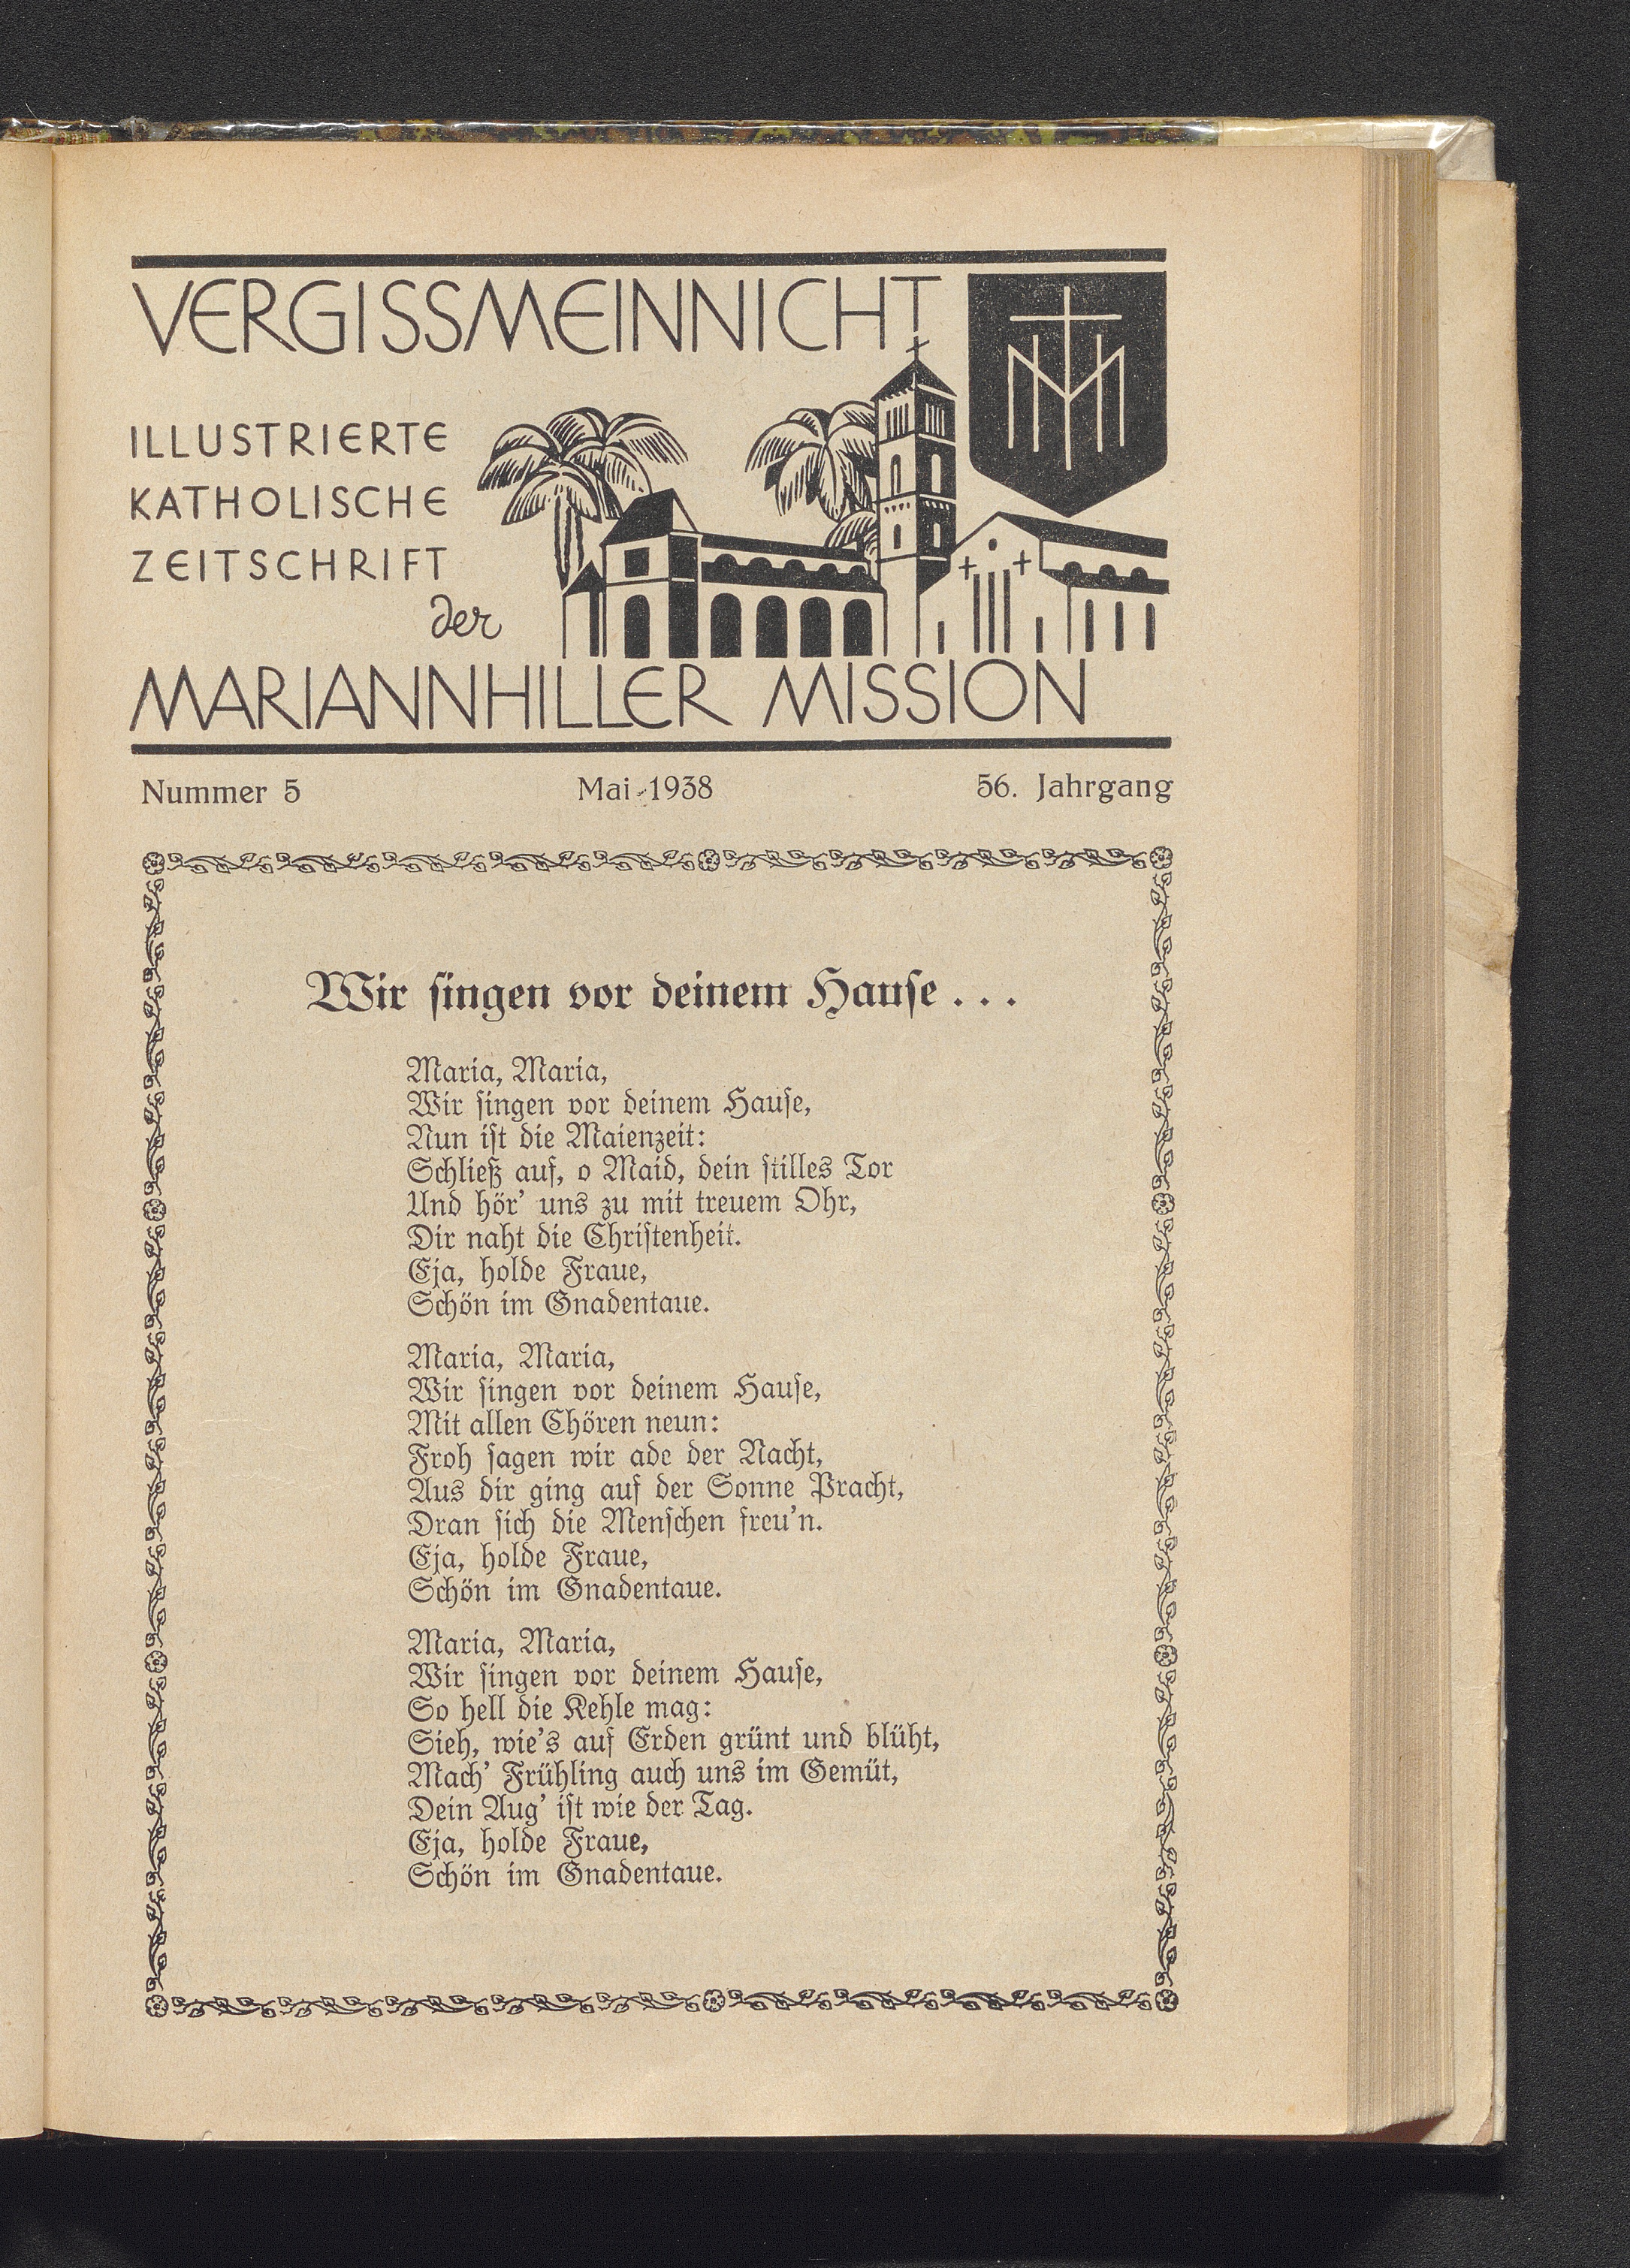 VERGISSMEINNICHT
ILLUSTRIERTE
KATHOLISCHE
ZEITSCHRIFT
der
MARIANNHILLER MISSION
Nummer 5 Mai 1938 56. Jahrgang
Wir singen vor deinem Hause . . .
Maria, Maria,
Wir singen vor deinem Hause,
Nun ist die Maienzeit:
Schließ auf, o Maid, dein stilles Tor
Und hör' uns zu mit treuem Ohr,
Dir naht die Christenheit.
Eja, holde Fraue,
Schön im Gnadentaue.
Maria, Maria,
Wir singen vor deinem Hause,
Mit allen Chören neun:
Froh sagen wir ade der Nacht,
Aus dir ging auf der Sonne Pracht,
Dran sich die Menschen freu'n.
Eja, holde Fraue,
Schön im Gnadentaue.
Maria, Maria,
Wir singen vor deinem Hause,
So hell die Kehle mag:
Sieh, wie's auf Erden grünt und blüht,
Mach' Frühling auch uns im Gemüt,
Dein Aug' ist wie der Tag.
Eja, holde Fraue,
Schön im Gnadentaue.